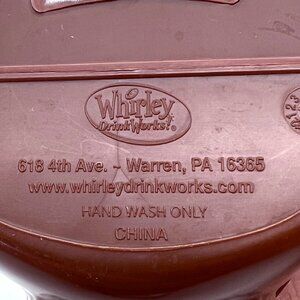 Whirley
DrinkWorks!®
618 4th Ave. - Warren, PA 16365
www.whirleydrinkworks.com
HAND WASH ONLY
CHINA